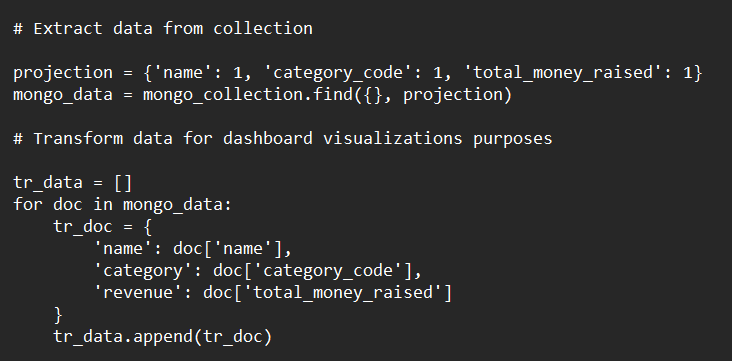 # Extract data from collection
projection = {'name': 1, 'category_code': 1, 'total_money_raised': 1}
mongo_data = mongo_collection.find({}, projection)
# Transform data for dashboard visualizations purposes
tr_data = []
for doc in mongo_data:
    tr_doc = {
        'name': doc['name'],
        'category': doc['category_code'],
        'revenue': doc['total_money_raised']
    }
    tr_data.append(tr_doc)